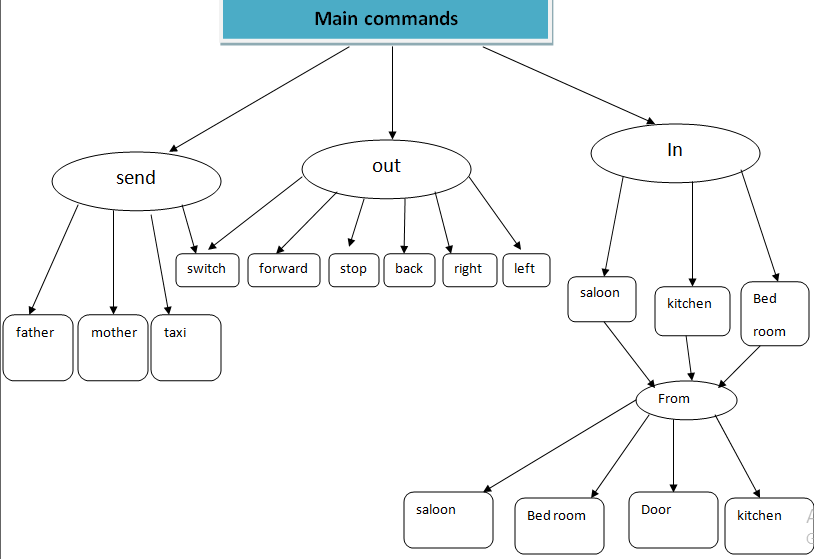 Main commands
send
out
In
switch
forward
stop
back
right
left
saloon
kitchen
Bed
room
father
mother
taxi
From
saloon
Bed room
Door
kitchen